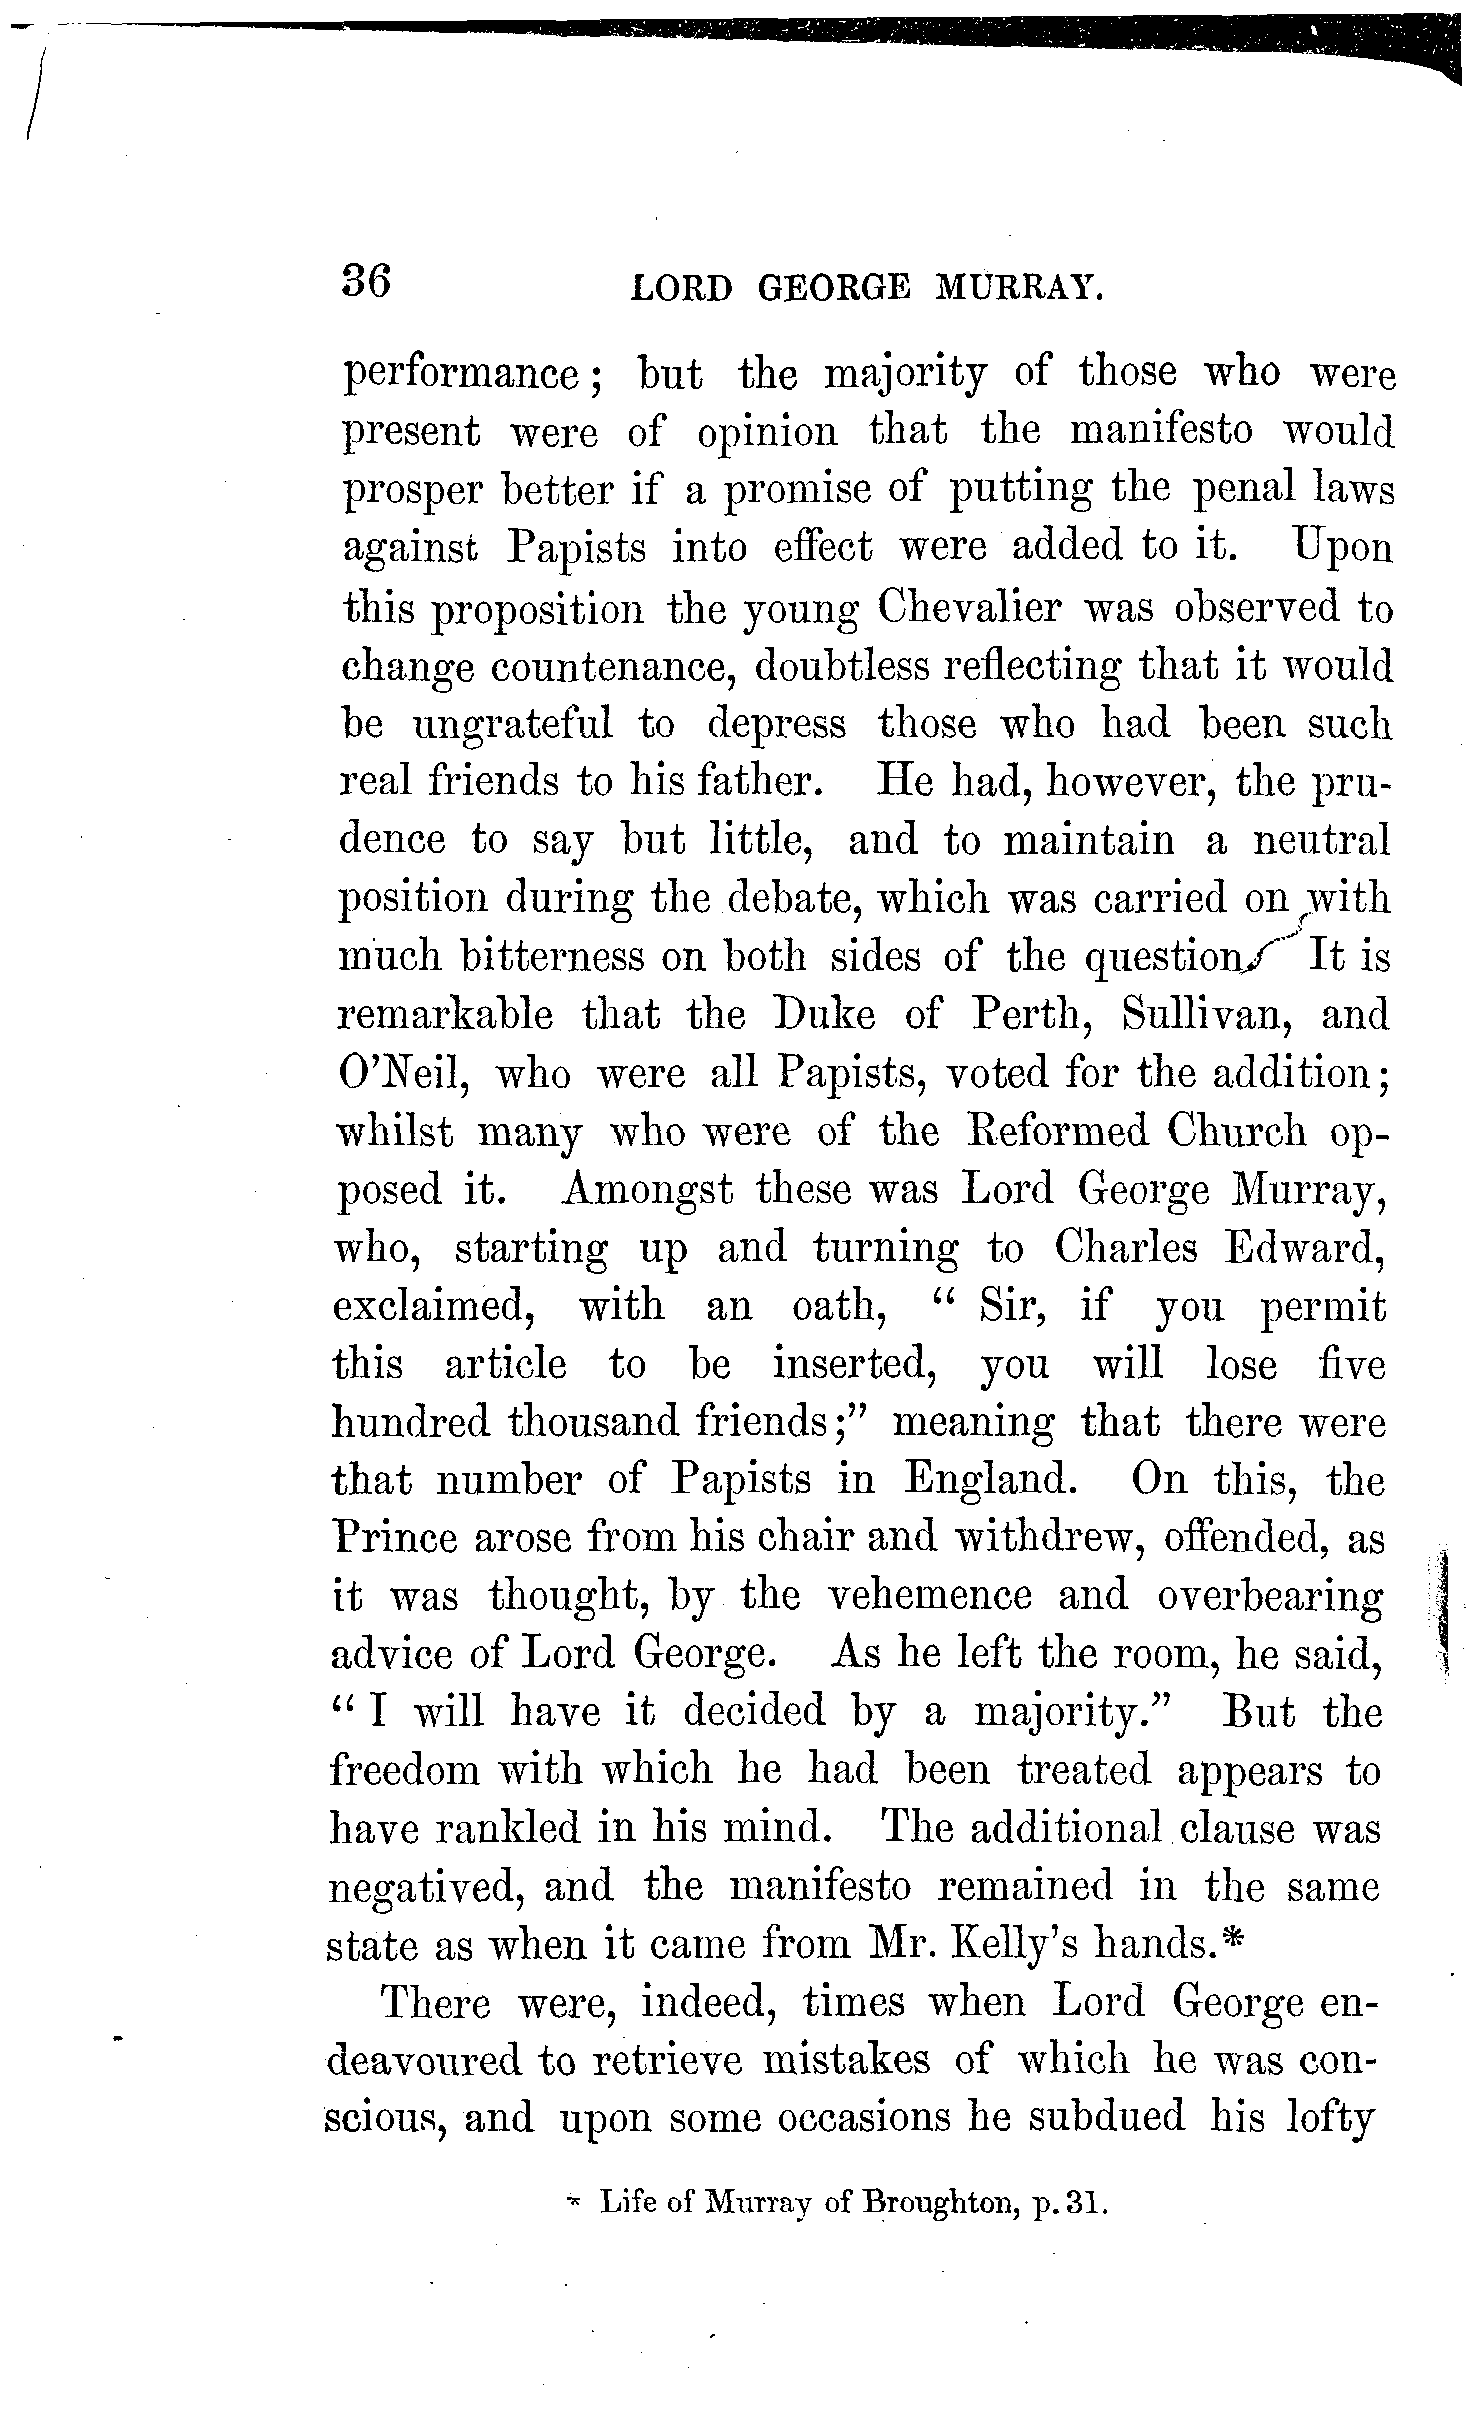 36 LORD GEORGE MURRAY.
performance; but the majority of those who were
present were of opinion that the manifesto would
prosper better if a promise of putting the penal laws
against Papists into effect were added to it. Upon
this proposition the young Chevalier was observed to
change countenance, doubtless reflecting that it would
be ungrateful to depress those who had been such
real friends to his father. He had, however, the pru-
dence to say but little, and to maintain a neutral
position during the debate, which was carried on with
much bitterness on both sides of the question. It is
remarkable that the Duke of Perth, Sullivan, and
O'Neil, who were all Papists, voted for the addition;
whilst many who were of the Reformed Church op-
posed it. Amongst these was Lord George Murray,
who, starting up and turning to Charles Edward,
exclaimed, with an oath, "Sir, if you permit
this article to be inserted, you will lose five
hundred thousand friends;" meaning that there were
that number of Papists in England. On this, the
Prince arose from his chair and withdrew, offended, as
it was thought, by the vehemence and overbearing
advice of Lord George. As he left the room, he said,
"I will have it decided by a majority." But the
freedom with which he had been treated appears to
have rankled in his mind. The additional clause was
negatived, and the manifesto remained in the same
state as when it came from Mr. Kelly's hands.*
There were, indeed, times when Lord George en-
deavoured to retrieve mistakes of which he was con-
scious, and upon some occasions he subdued his lofty
* Life of Murray of Broughton, p. 31.